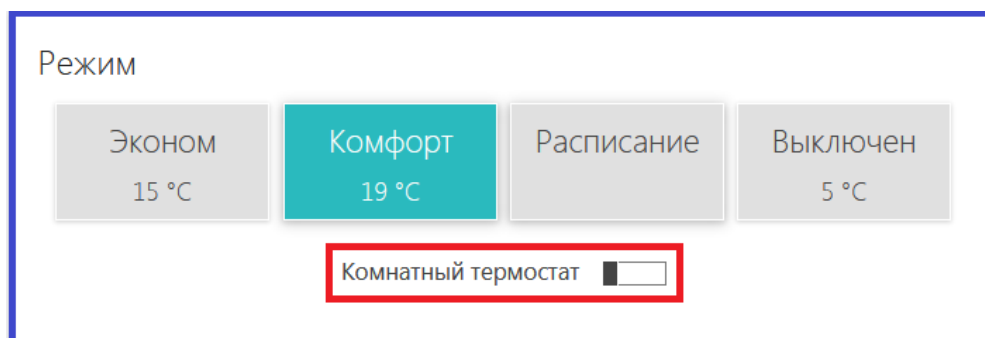 Режим
Эконом Комфорт Расписание Выключен
15 °C 19 °C 5 °C
Комнатный термостат